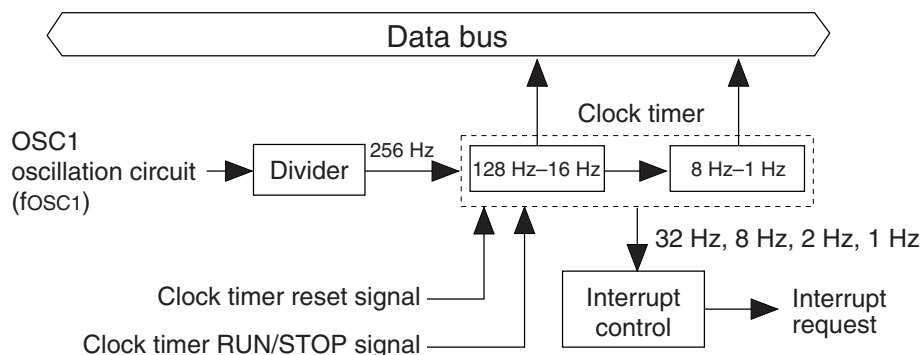 Data bus
Clock timer
OSC1
oscillation circuit
(fOSC1)
Divider
256 Hz
128 Hz–16 Hz
8 Hz–1 Hz
32 Hz, 8 Hz, 2 Hz, 1 Hz
Clock timer reset signal
Clock timer RUN/STOP signal
Interrupt
control
Interrupt
request